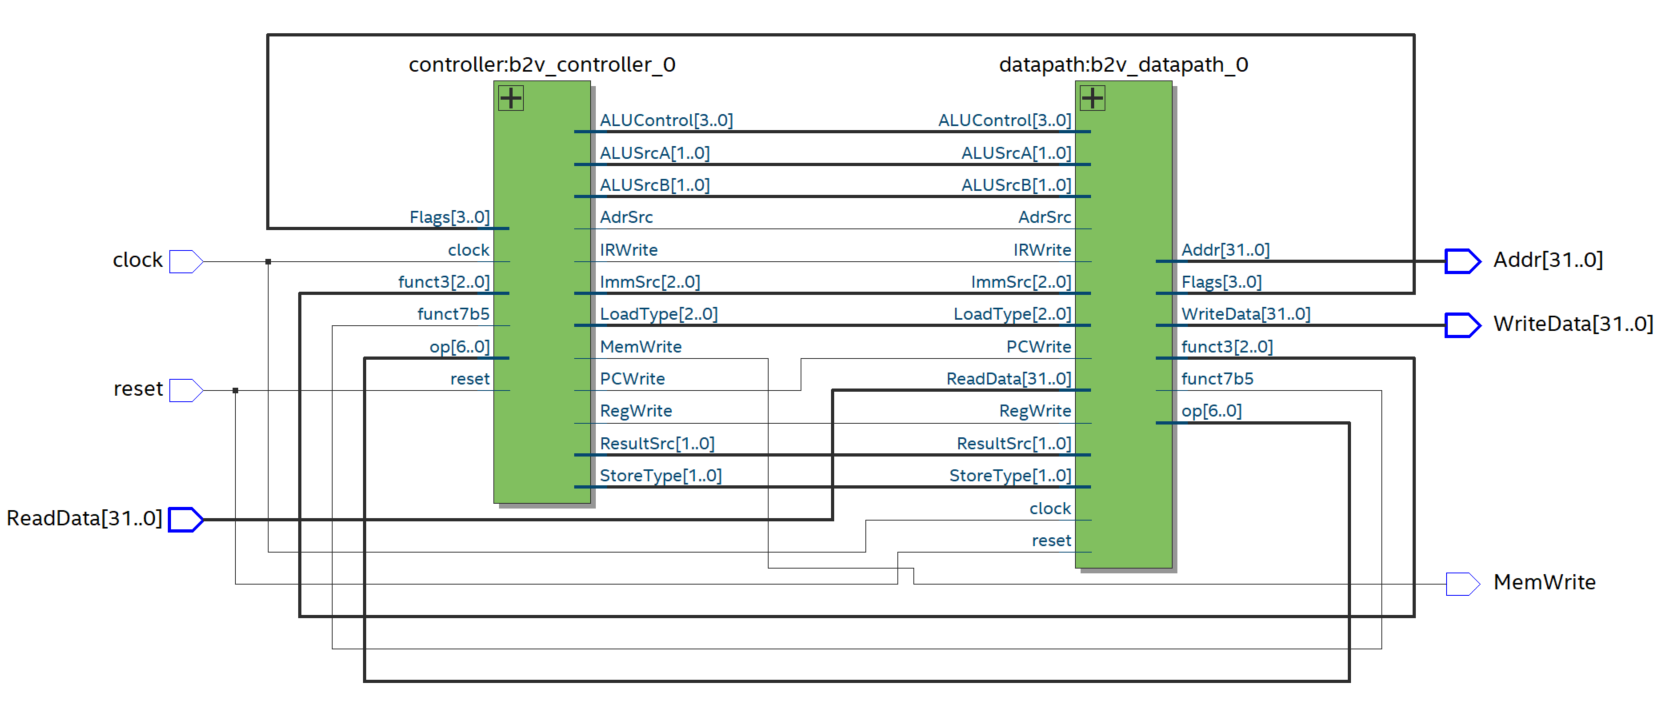 controller:b2v_controller_0
datapath:b2v_datapath_0
ALUControl[3..0]
ALUControl[3..0]
ALUSrcA[1..0]
ALUSrcA[1..0]
ALUSrcB[1..0]
ALUSrcB[1..0]
Flags[3..0]
AdrSrc
AdrSrc
clock
clock
IRWrite
IRWrite
Addr[31..0]
Addr[31..0]
funct3[2..0]
ImmSrc[2..0]
ImmSrc[2..0]
Flags[3..0]
funct7b5
LoadType[2..0]
LoadType[2..0]
WriteData[31..0]
WriteData[31..0]
op[6..0]
MemWrite
PCWrite
funct3[2..0]
reset
reset
PCWrite
ReadData[31..0]
funct7b5
RegWrite
RegWrite
op[6..0]
ResultSrc[1..0]
ResultSrc[1..0]
StoreType[1..0]
StoreType[1..0]
ReadData[31..0]
clock
reset
MemWrite